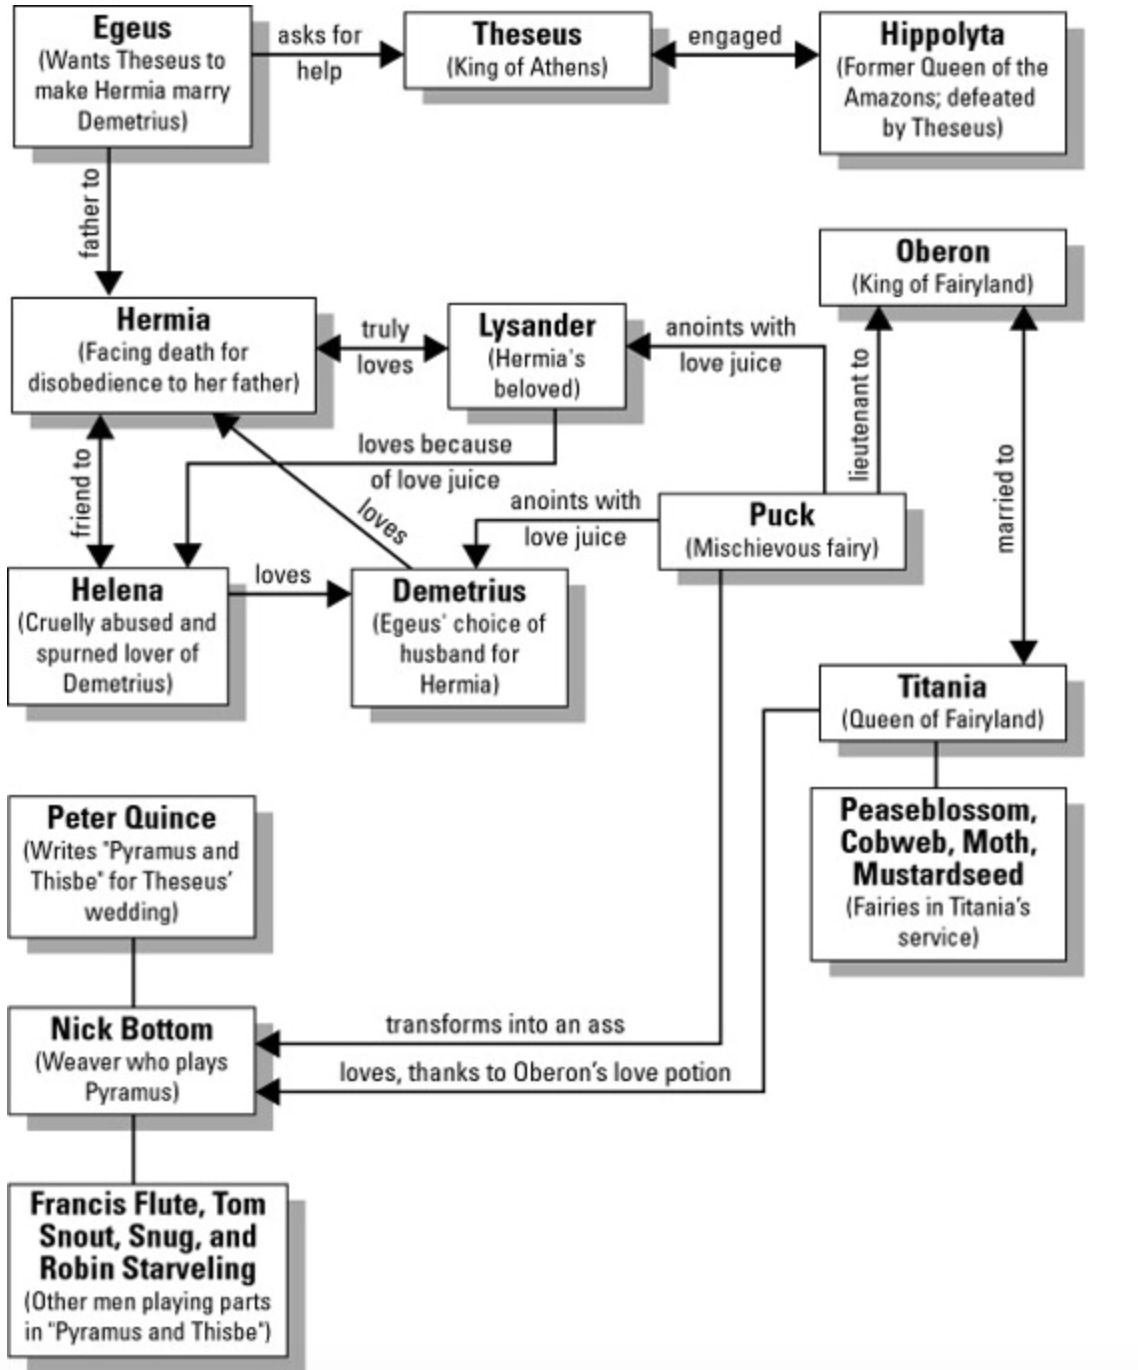 Egeus
(Wants Theseus to
make Hermia marry
Demetrius)
asks for
help
Theseus
(King of Athens)
engaged
Hippolyta
(Former Queen of the
Amazons; defeated
by Theseus)
father to
Oberon
(King of Fairyland)
Hermia
(Facing death for
disobedience to her father)
truly
loves
Lysander
(Hermia's
beloved)
anoints with
love juice
lieutenant to
married to
friend to
loves because
of love juice
loves
anoints with
love juice
Puck
(Mischievous fairy)
Helena
(Cruelly abused and
spurned lover of
Demetrius)
loves
Demetrius
(Egeus' choice of
husband for
Hermia)
Titania
(Queen of Fairyland)
Peaseblossom,
Cobweb, Moth,
Mustardseed
(Fairies in Titania's
service)
Peter Quince
(Writes "Pyramus and
Thisbe" for Theseus'
wedding)
Nick Bottom
(Weaver who plays
Pyramus)
transforms into an ass
loves, thanks to Oberon's love potion
Francis Flute, Tom
Snout, Snug, and
Robin Starveling
(Other men playing parts
in "Pyramus and Thisbe")